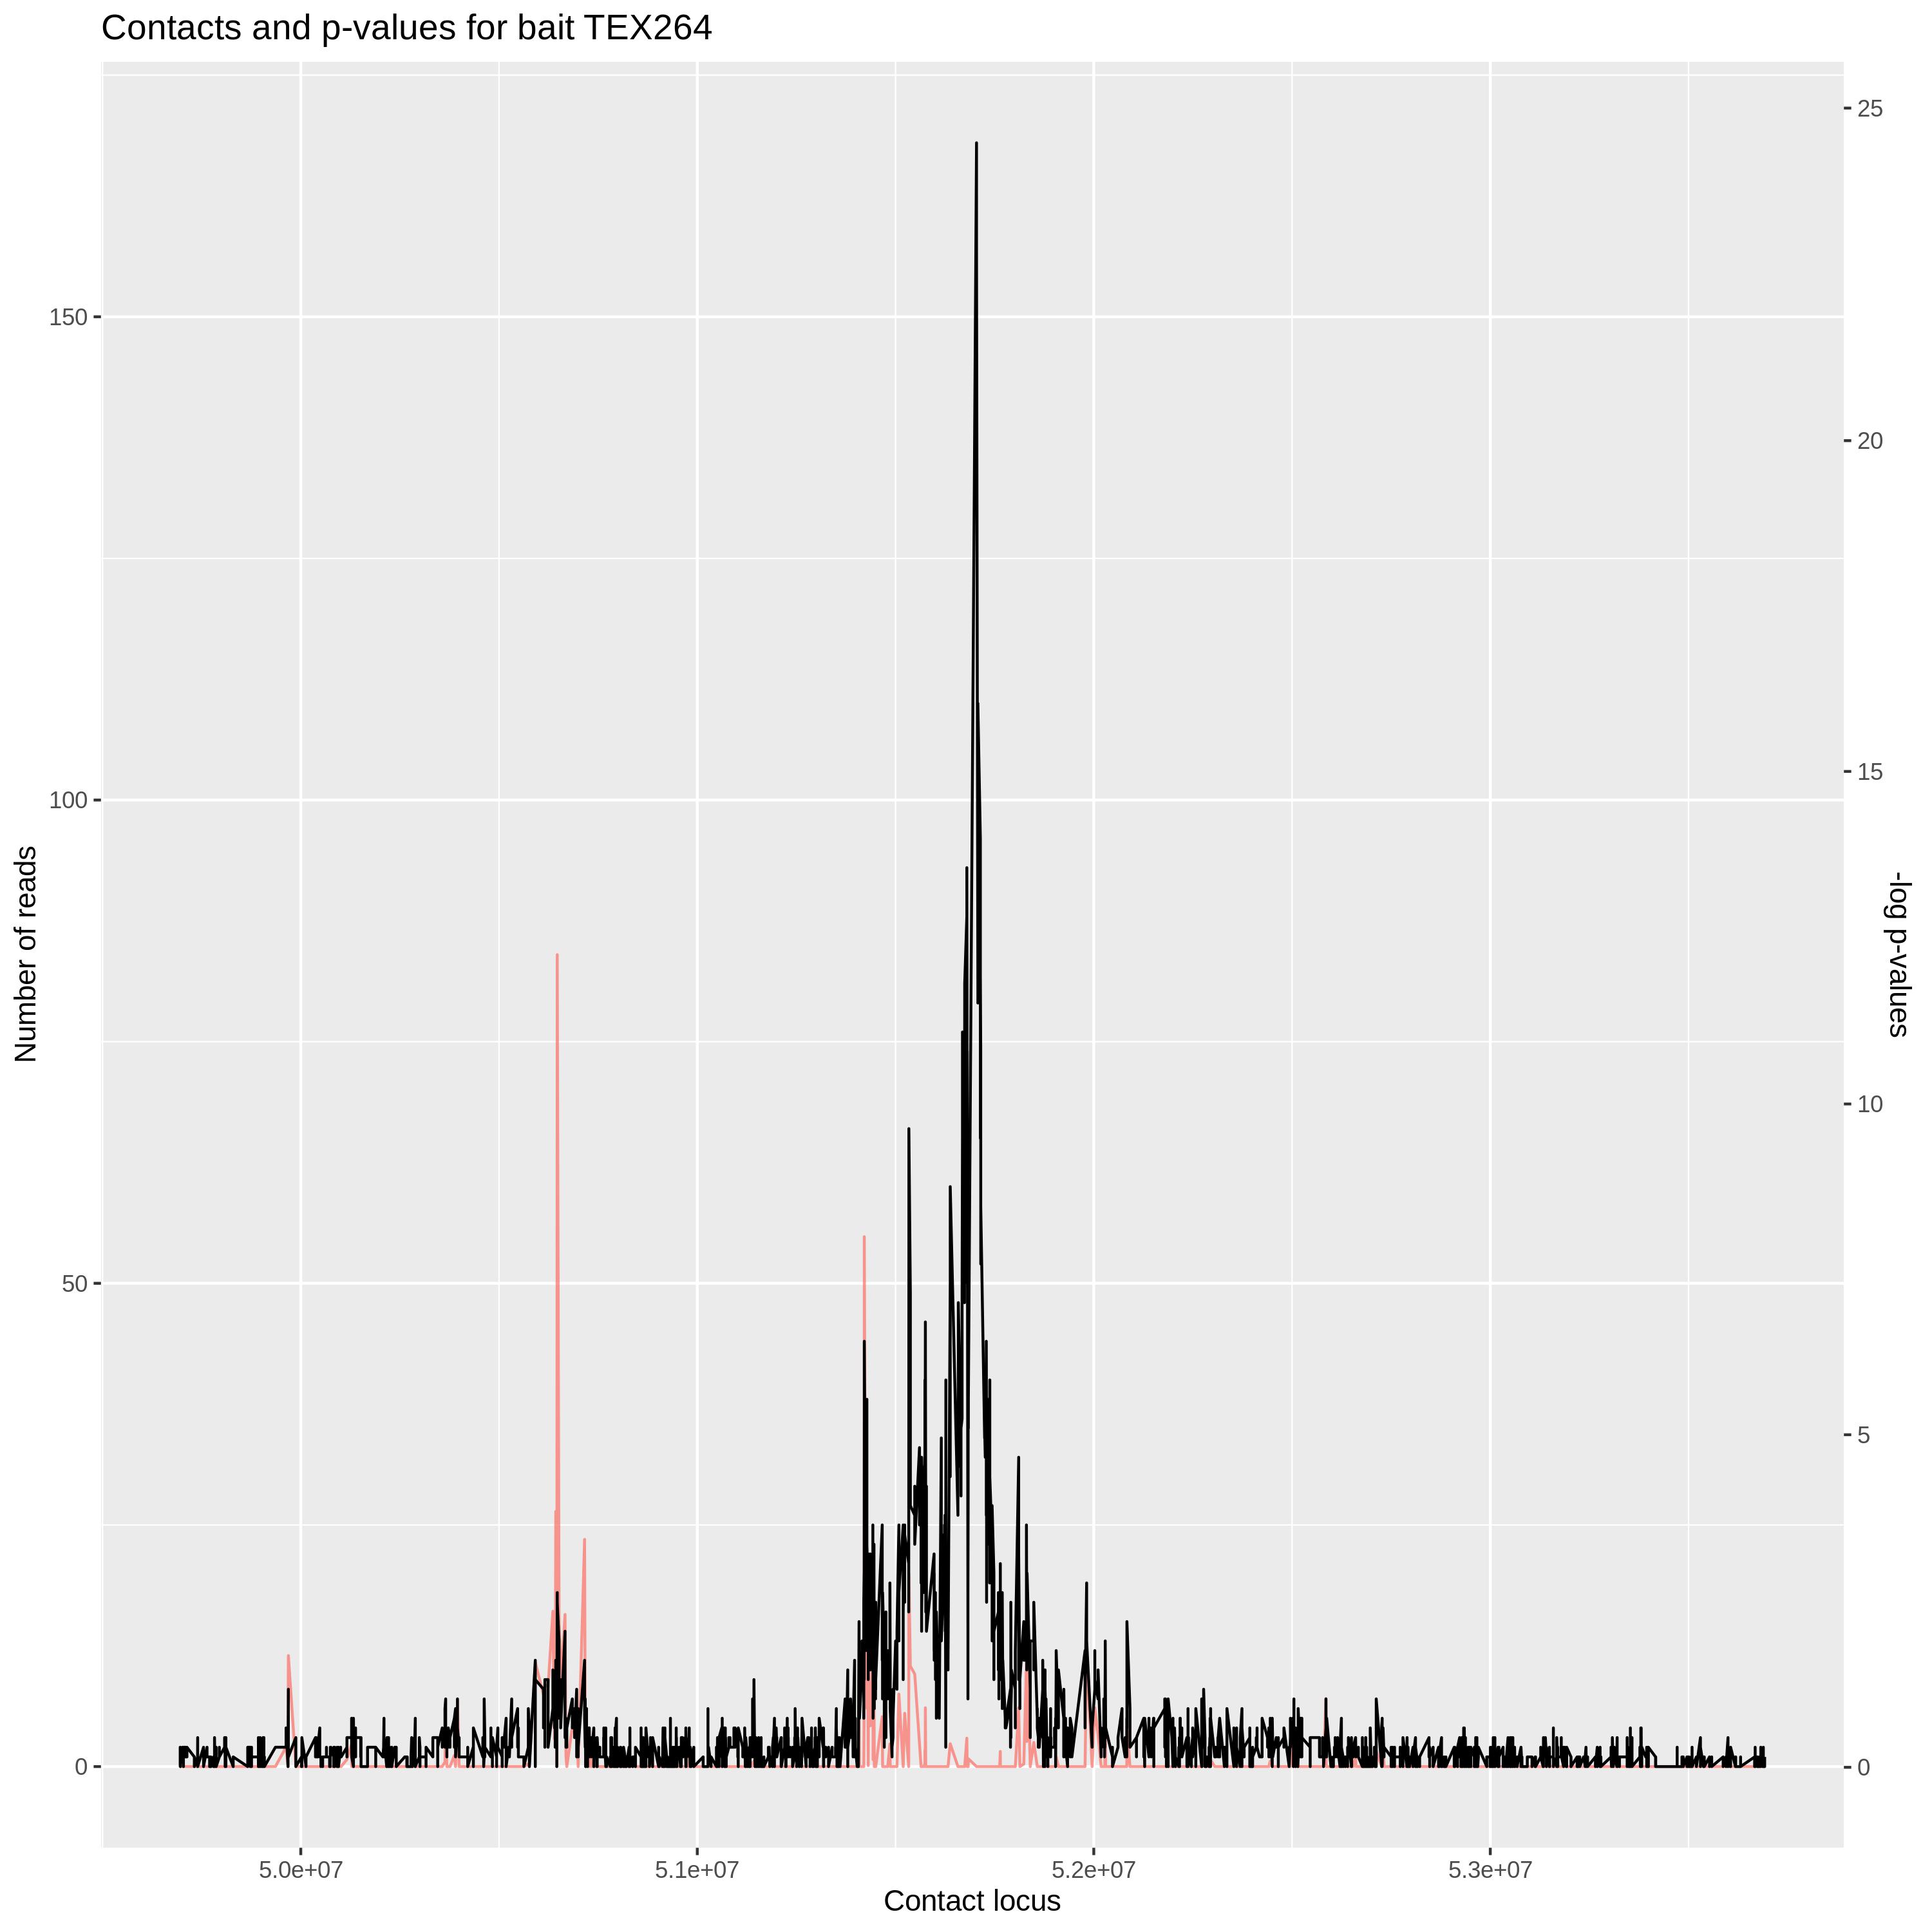 Contacts and p-values for bait TEX264
25
150
20
100
15
Number of reads
-log p-values
10
50
5
0
0
5.0e+07
5.1e+07
5.2e+07
5.3e+07
Contact locus